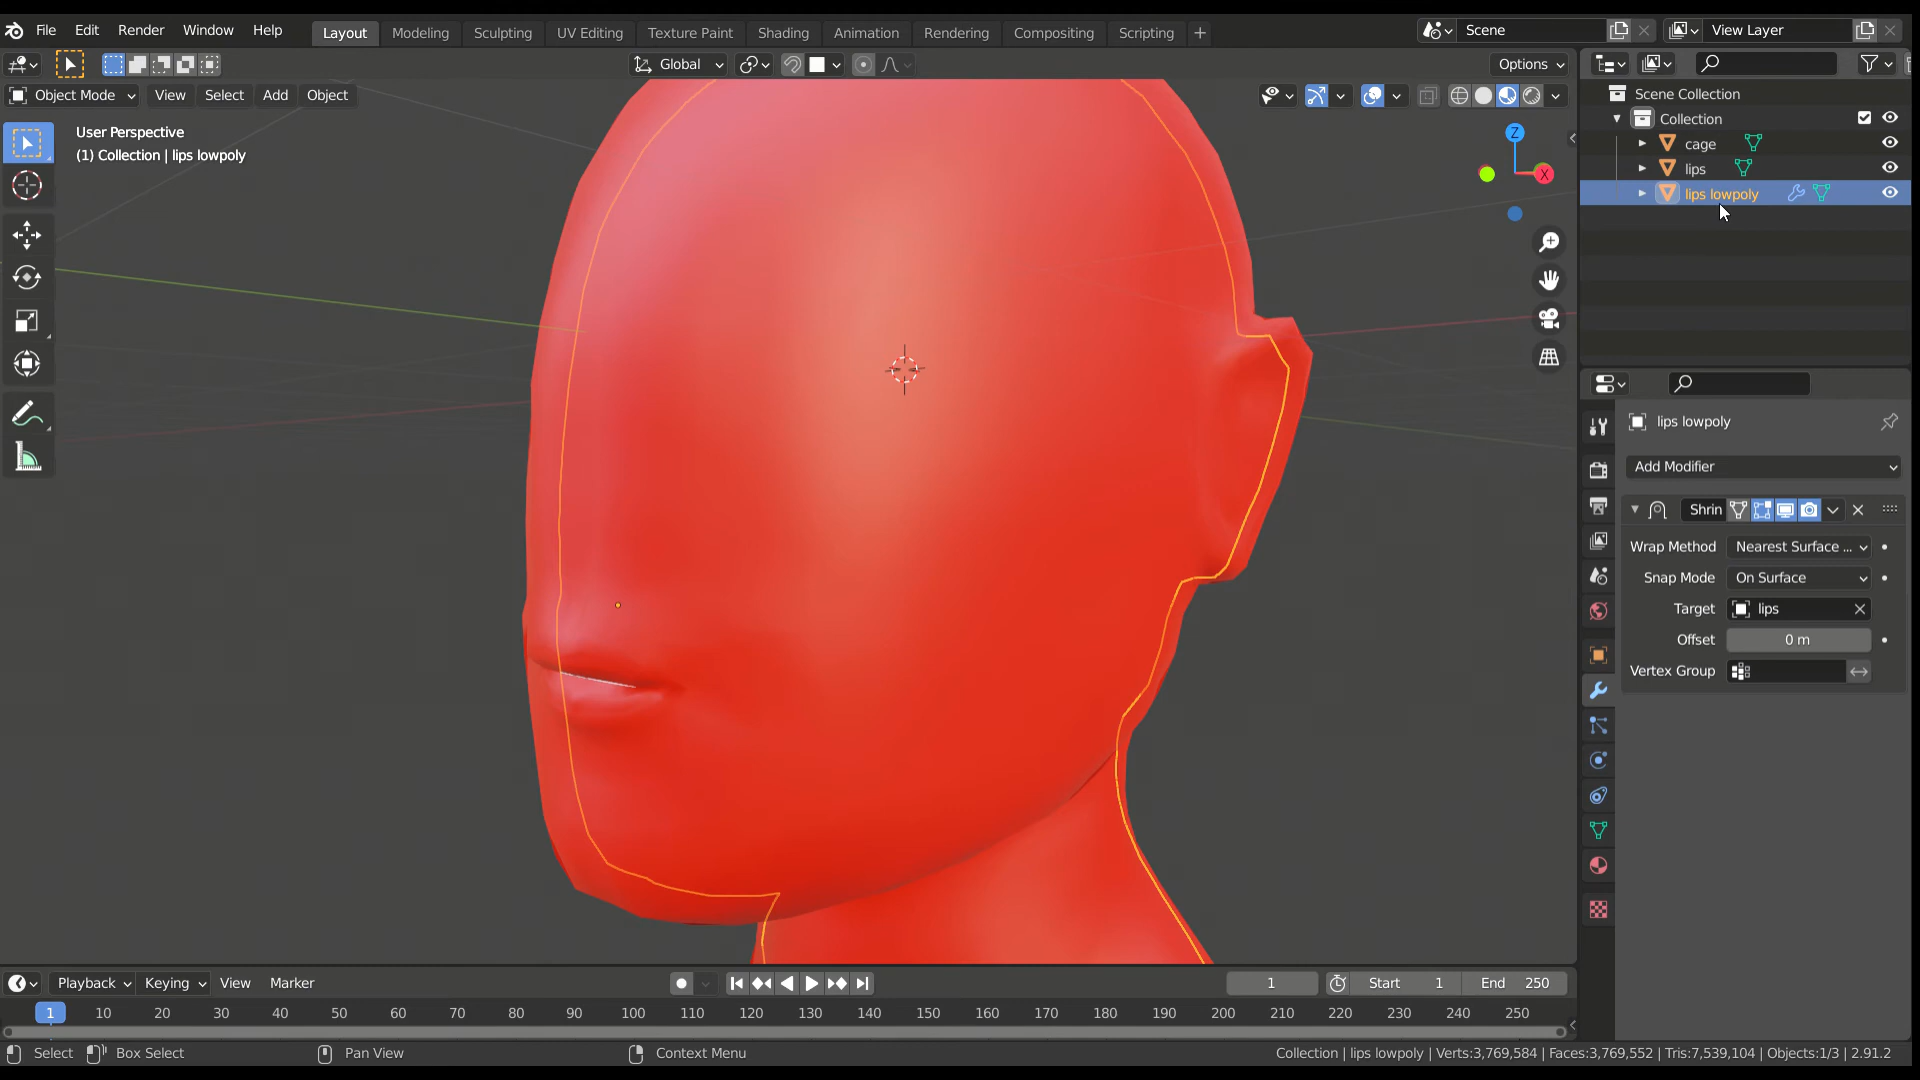 File Edit Render Window Help Layout Modeling Sculpting UV Editing Texture Paint Shading Animation Rendering Compositing Scripting + Scene View Layer
Global Options
Object Mode View Select Add Object
User Perspective
(1) Collection | lips lowpoly
Z
X
Scene Collection
Collection
cage
lips
lips lowpoly
lips lowpoly
Add Modifier
Shrin
Wrap Method Nearest Surface ...
Snap Mode On Surface
Target lips
Offset 0 m
Vertex Group
Playback Keying View Marker 1 Start 1 End 250
1 10 20 30 40 50 60 70 80 90 100 110 120 130 140 150 160 170 180 190 200 210 220 230 240 250
Select Box Select Pan View Context Menu Collection | lips lowpoly | Verts:3,769,584 | Faces:3,769,552 | Tris:7,539,104 | Objects:1/3 | 2.91.2